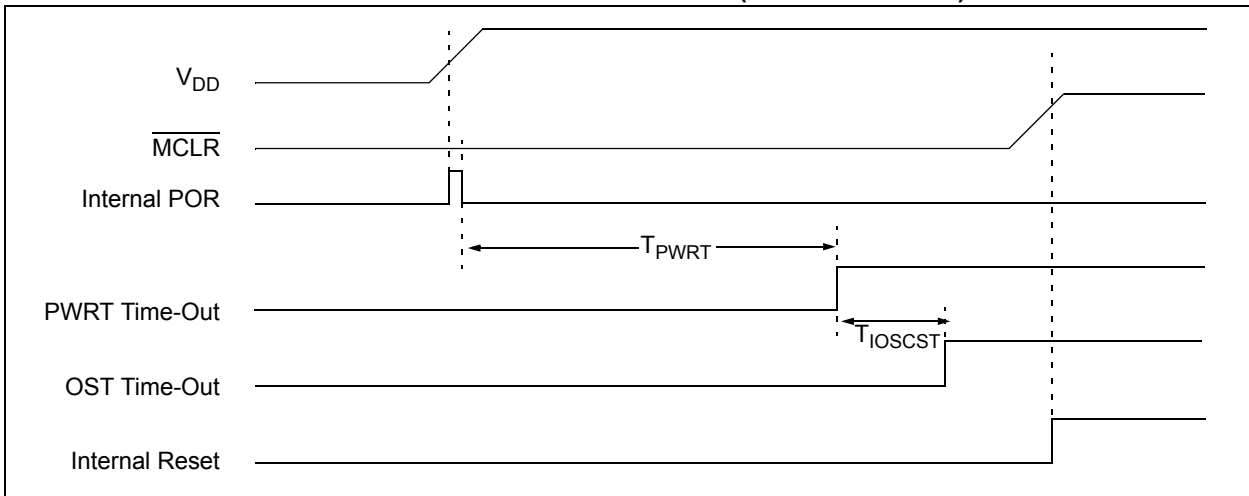 VDD
MCLR
Internal POR
TPWRT
PWRT Time-Out
TIOSCST
OST Time-Out
Internal Reset